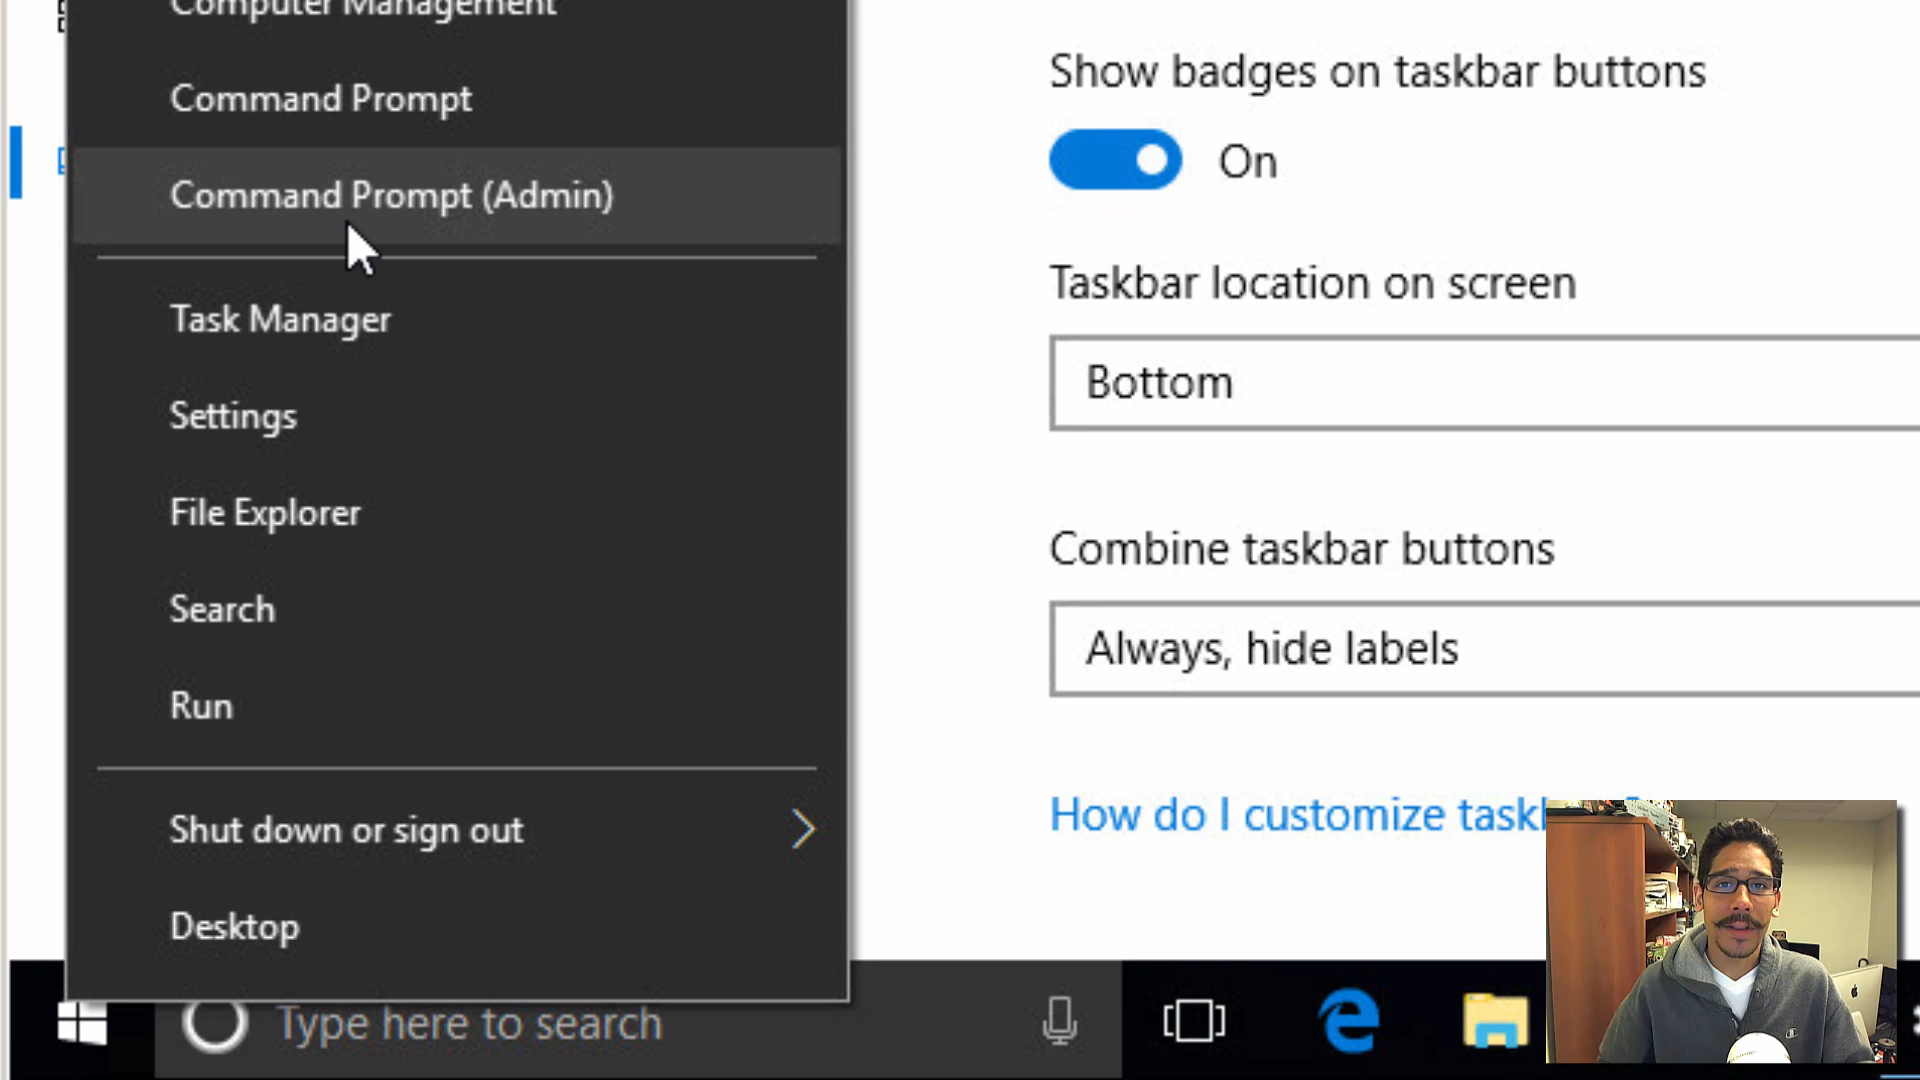 Computer Management
Command Prompt
Command Prompt (Admin)
Task Manager
Settings
File Explorer
Search
Run
Shut down or sign out
Desktop
Type here to search
Show badges on taskbar buttons
On
Taskbar location on screen
Bottom
Combine taskbar buttons
Always, hide labels
How do I customize